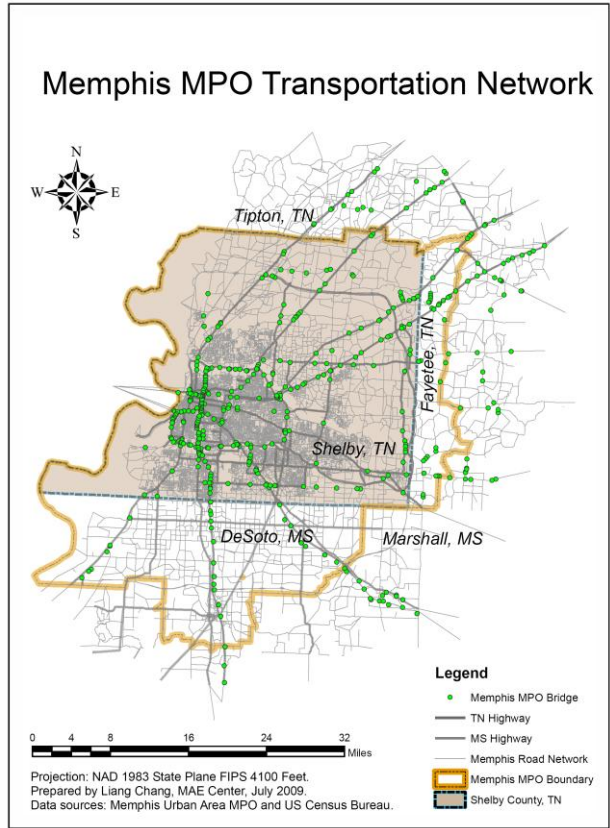 Memphis MPO Transportation Network
N
W
E
S
Tipton, TN
Fayetee, TN
Shelby, TN
DeSoto, MS
Marshall, MS
Legend
Memphis MPO Bridge
TN Highway
MS Highway
Memphis Road Network
Memphis MPO Boundary
Shelby County, TN
0 4 8 16 24 32
Miles
Projection: NAD 1983 State Plane FIPS 4100 Feet.
Prepared by Liang Chang, MAE Center, July 2009.
Data sources: Memphis Urban Area MPO and US Census Bureau.